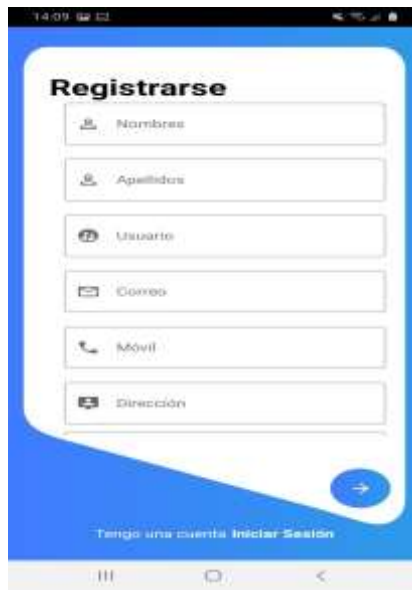 14:09
Registrarse
Nombres
Apellidos
Usuario
Correo
Móvil
Dirección
Tengo una cuenta Iniciar Sesión